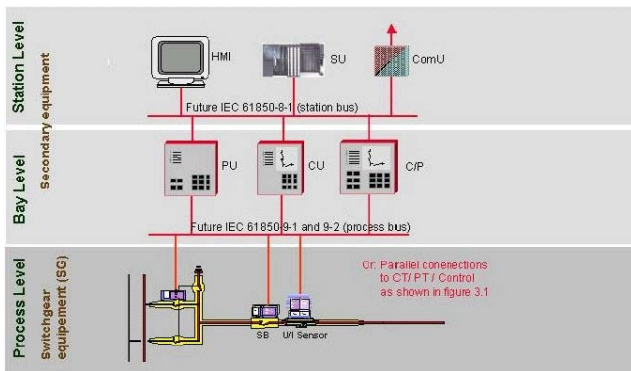 Station Level
Secondary equipment
HMI
SU
ComU
Future IEC 61850-8-1 (station bus)
Bay Level
PU
CU
C/P
Future IEC 61850-9-1 and 9-2 (process bus)
Process Level
Switchgear
equipement (SG)
Or: Parallel conenections
to CT/ PT / Control
as shown in figure 3.1
SB
U/I Sensor